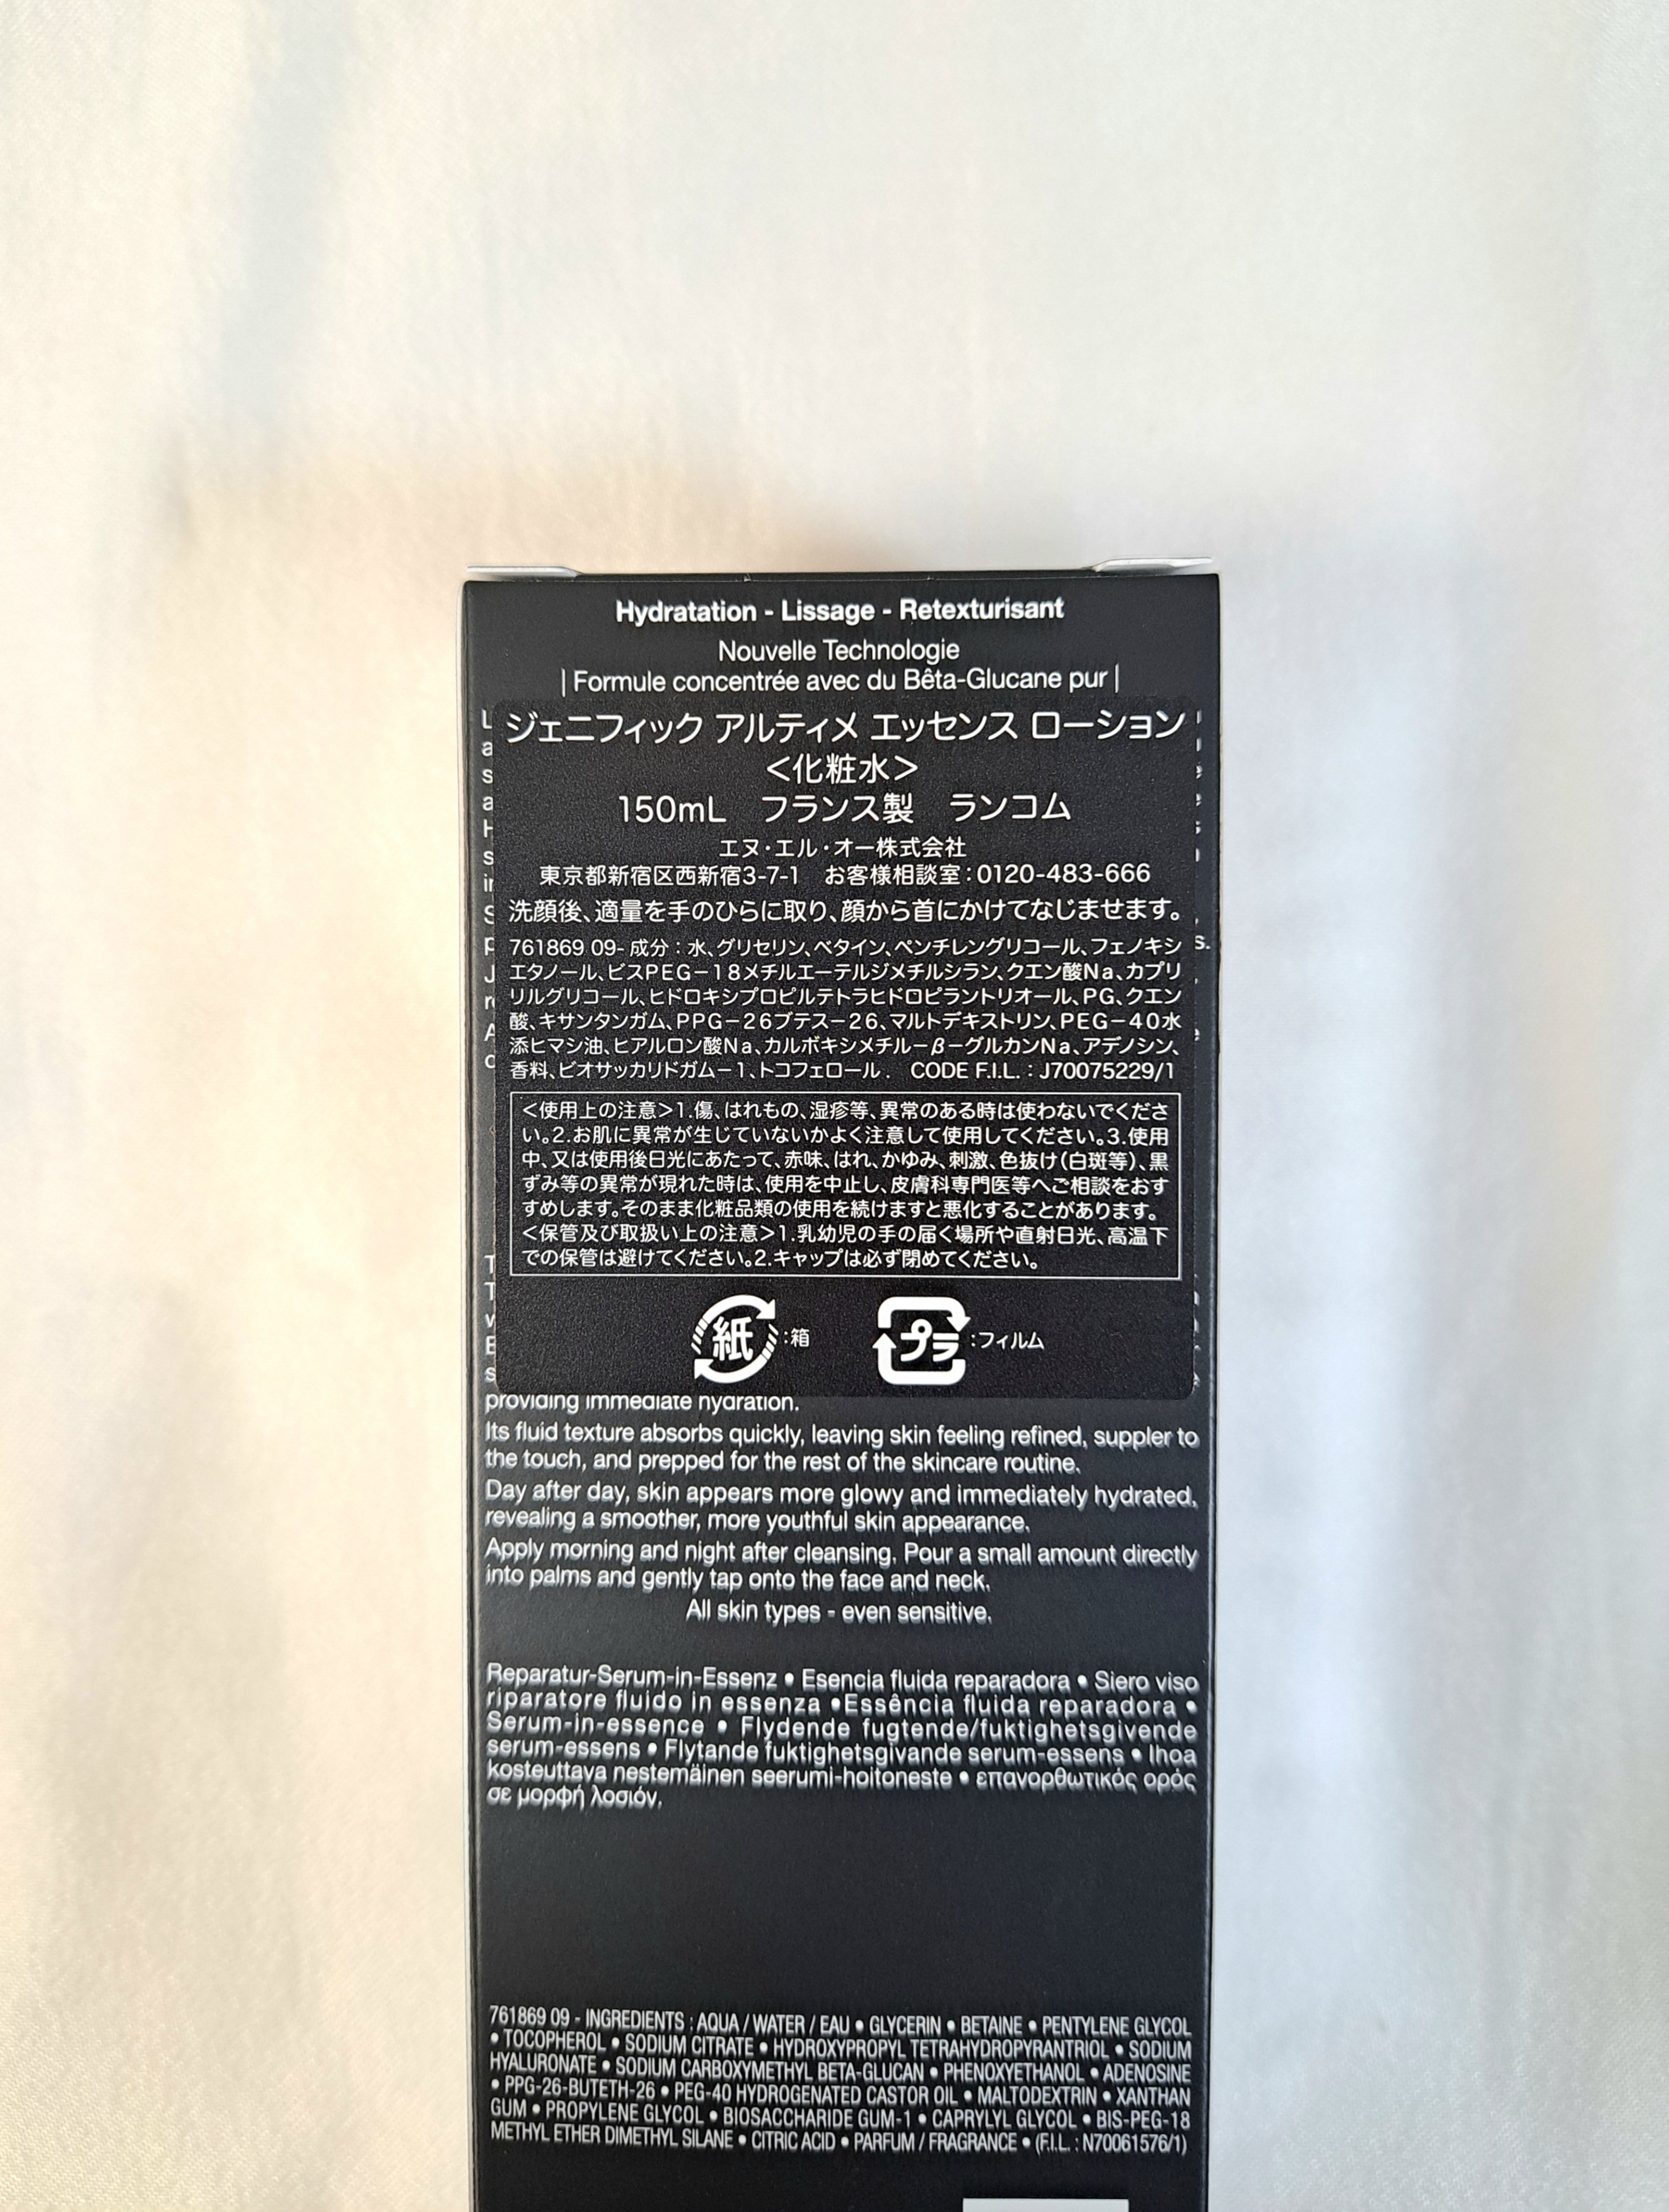 Hydratation - Lissage - Retexturisant
Nouvelle Technologie
| Formule concentrée avec du Bêta-Glucane pur |
ジェニフィック アルティメ エッセンス ローション
＜化粧水＞
150mL フランス製 ランコム
エヌ・エル・オー株式会社
東京都新宿区西新宿3-7-1 お客様相談室：0120-483-666
洗顔後、適量を手のひらに取り、顔から首にかけてなじませます。
761869 09- 成分：水、グリセリン、ベタイン、ペンチレングリコール、フェノキシ
エタノール、ビスPEG－18メチルエーテルジメチルシラン、クエン酸Na、カプリ
リルグリコール、ヒドロキシプロピルテトラヒドロピラントリオール、PG、クエン
酸、キサンタンガム、PPG－26ブテス－26、マルトデキストリン、PEG－40水
添ヒマシ油、ヒアルロン酸Na、カルボキシメチル－β－グルカンNa、アデノシン、
香料、ビオサッカリドガム－1、トコフェロール． CODE F.I.L.：J70075229/1
＜使用上の注意＞1.傷、はれもの、湿疹等、異常のある時は使わないでくださ
い。2.お肌に異常が生じていないかよく注意して使用してください。3.使用
中、又は使用後日光にあたって、赤味、はれ、かゆみ、刺激、色抜け（白斑等）、黒
ずみ等の異常が現れた時は、使用を中止し、皮膚科専門医等へご相談をおす
すめします。そのまま化粧品類の使用を続けますと悪化することがあります。
＜保管及び取扱い上の注意＞1.乳幼児の手の届く場所や直射日光、高温下
での保管は避けてください。2.キャップは必ず閉めてください。
紙：箱 プラ：フィルム
providing immediate hydration.
Its fluid texture absorbs quickly, leaving skin feeling refined, suppler to
the touch, and prepped for the rest of the skincare routine.
Day after day, skin appears more glowy and immediately hydrated,
revealing a smoother, more youthful skin appearance.
Apply morning and night after cleansing. Pour a small amount directly
into palms and gently tap onto the face and neck.
All skin types - even sensitive.
Reparatur-Serum-in-Essenz • Esencia fluida reparadora • Siero viso
riparatore fluido in essenza •Essência fluida reparadora •
Serum-in-essence • Flydende fugtende/fuktighetsgivende
serum-essens • Flytande fuktighetsgivande serum-essens • Ihoa
kosteuttava nestemäinen seerumi-hoitoneste • επανορθωτικός ορός
σε μορφή λοσιόν.
761869 09 - INGREDIENTS : AQUA / WATER / EAU • GLYCERIN • BETAINE • PENTYLENE GLYCOL
• TOCOPHEROL • SODIUM CITRATE • HYDROXYPROPYL TETRAHYDROPYRANTRIOL • SODIUM
HYALURONATE • SODIUM CARBOXYMETHYL BETA-GLUCAN • PHENOXYETHANOL • ADENOSINE
• PPG-26-BUTETH-26 • PEG-40 HYDROGENATED CASTOR OIL • MALTODEXTRIN • XANTHAN
GUM • PROPYLENE GLYCOL • BIOSACCHARIDE GUM-1 • CAPRYLYL GLYCOL • BIS-PEG-18
METHYL ETHER DIMETHYL SILANE • CITRIC ACID • PARFUM / FRAGRANCE • (F.I.L. : N70061576/1)